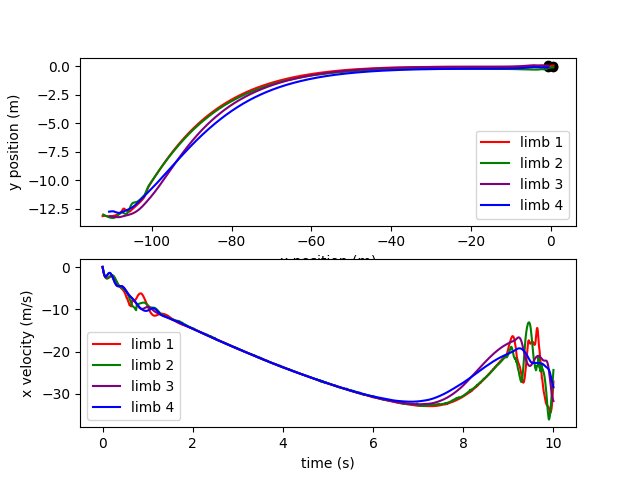 0.0
−2.5
−5.0
−7.5
−10.0
−12.5
y position (m)
limb 1
limb 2
limb 3
limb 4
−100 −80 −60 −40 −20 0
0
−10
−20
−30
x velocity (m/s)
limb 1
limb 2
limb 3
limb 4
0 2 4 6 8 10
time (s)